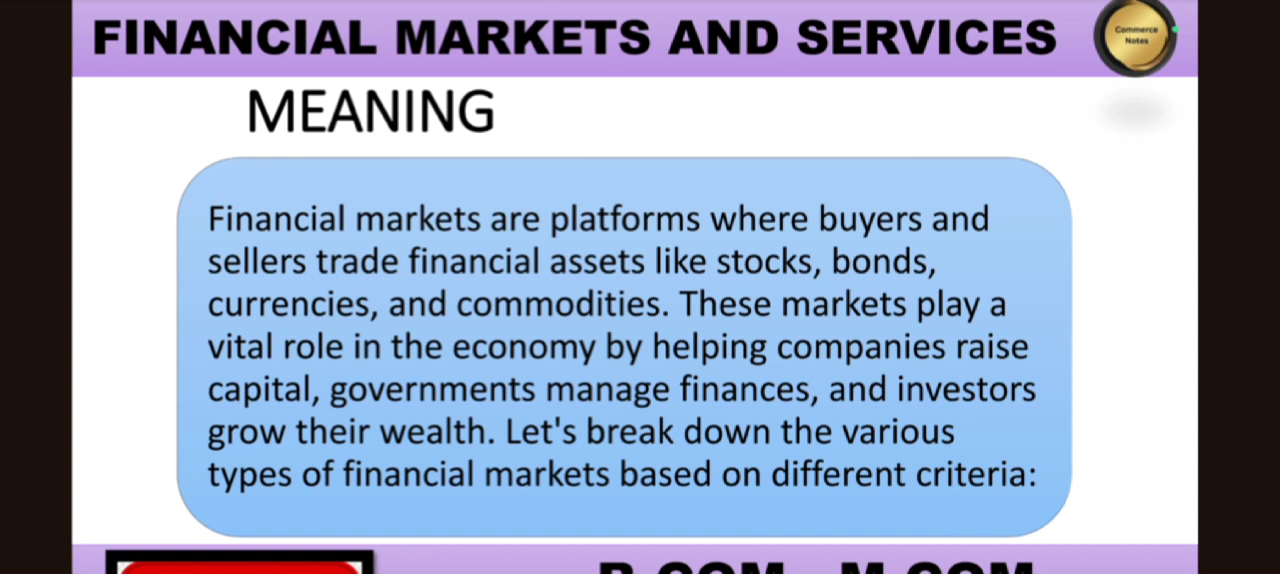 FINANCIAL MARKETS AND SERVICES
Commerce
Notes
MEANING
Financial markets are platforms where buyers and
sellers trade financial assets like stocks, bonds,
currencies, and commodities. These markets play a
vital role in the economy by helping companies raise
capital, governments manage finances, and investors
grow their wealth. Let's break down the various
types of financial markets based on different criteria:
B.COM M.COM